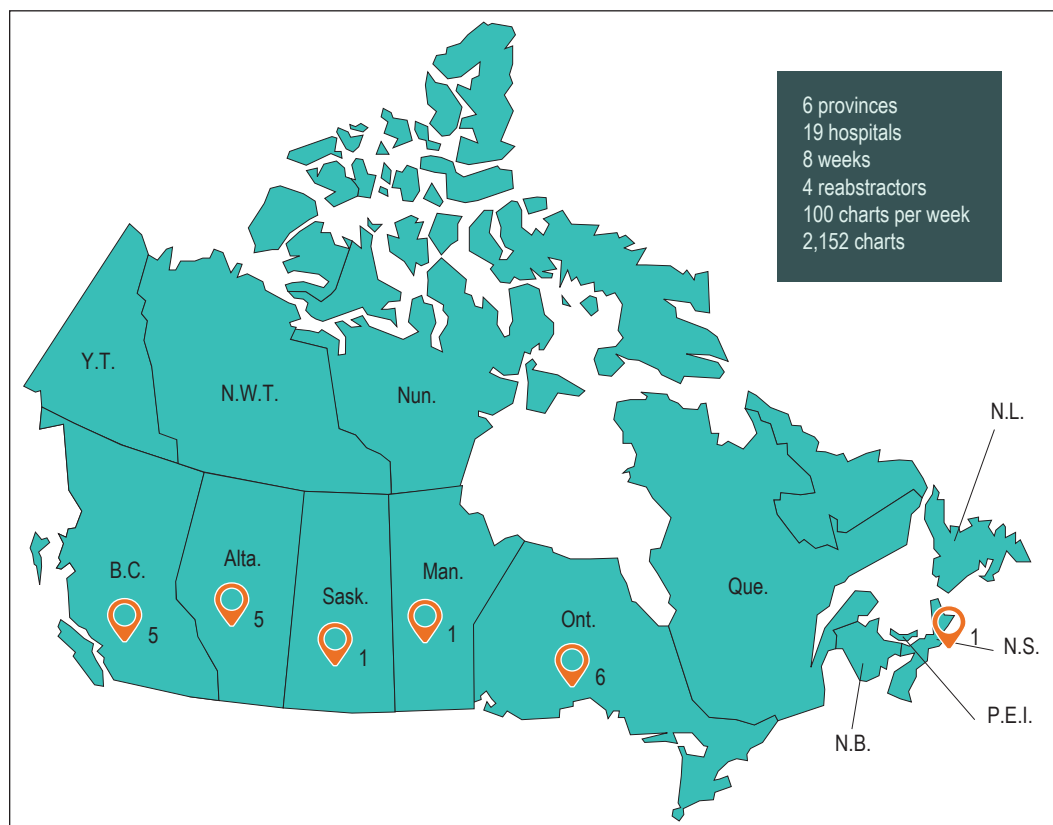 6 provinces
19 hospitals
8 weeks
4 reabstractors
100 charts per week
2,152 charts
Y.T.
N.W.T.
Nun.
N.L.
B.C.
5
Alta.
5
Sask.
1
Man.
1
Ont.
6
Que.
1
N.S.
P.E.I.
N.B.